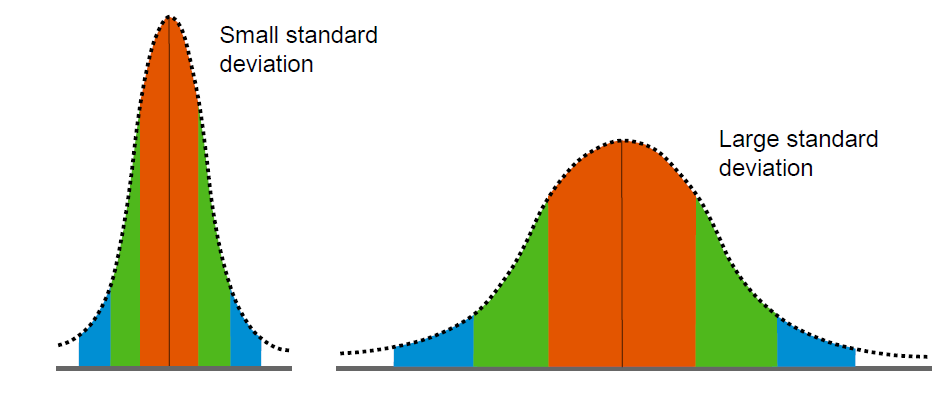 Small standard
deviation
Large standard
deviation